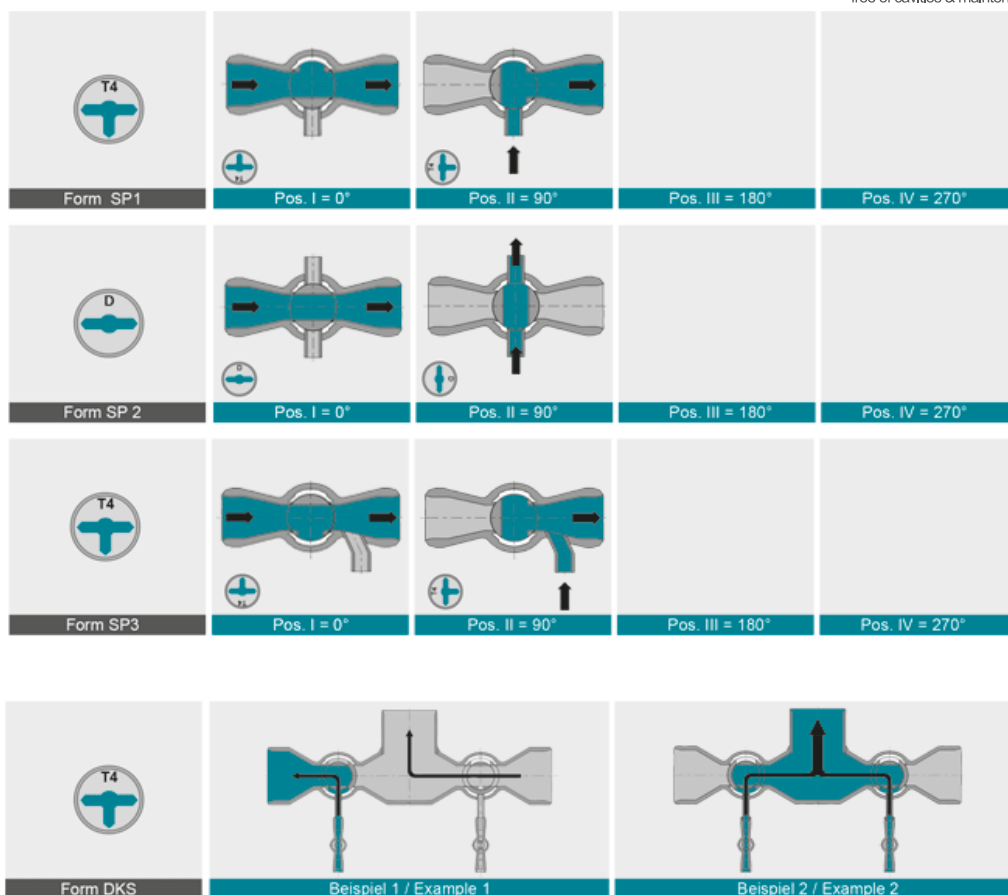 T4
Form SP1
Pos. I = 0°
Pos. II = 90°
Pos. III = 180°
Pos. IV = 270°
D
Form SP 2
Pos. I = 0°
Pos. II = 90°
Pos. III = 180°
Pos. IV = 270°
T4
Form SP3
Pos. I = 0°
Pos. II = 90°
Pos. III = 180°
Pos. IV = 270°
T4
Form DKS
Beispiel 1 / Example 1
Beispiel 2 / Example 2